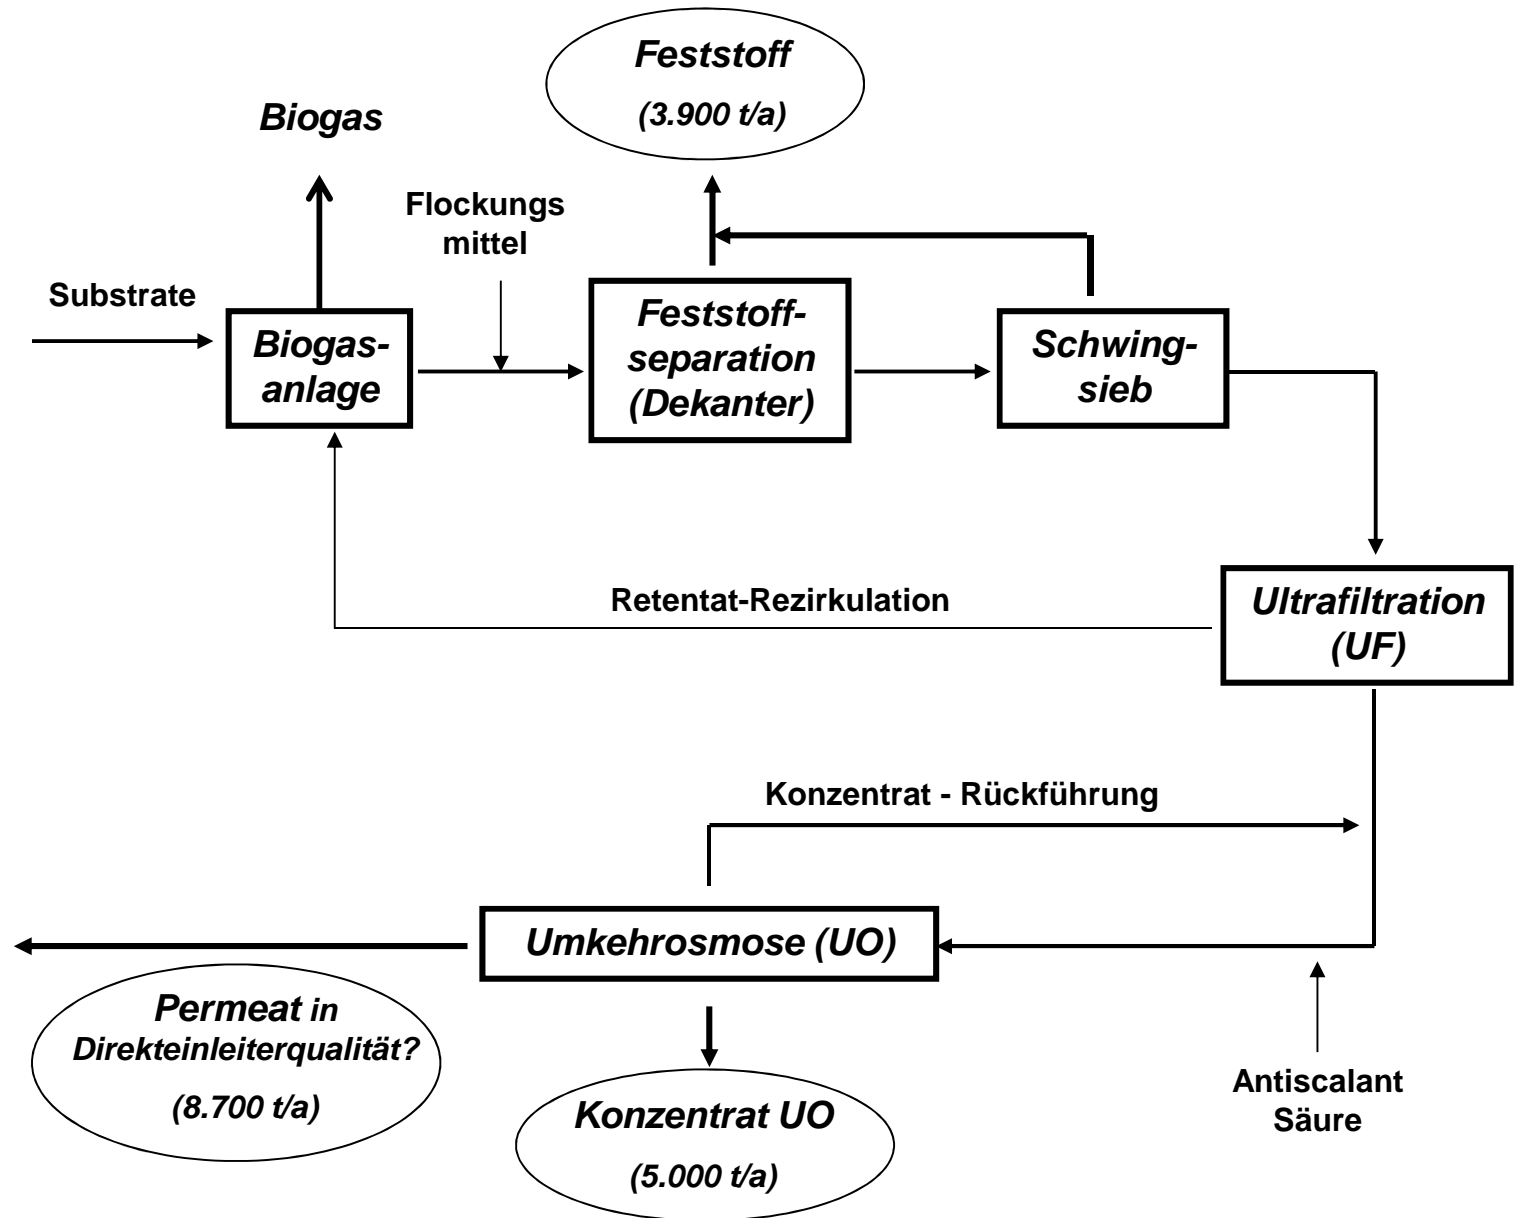 Feststoff
(3.900 t/a)
Biogas
Flockungs
mittel
Substrate
Biogas-
anlage
Feststoff-
separation
(Dekanter)
Schwing-
sieb
Retentat-Rezirkulation
Ultrafiltration
(UF)
Konzentrat - Rückführung
Umkehrosmose (UO)
Permeat in
Direkteinleiterqualität?
(8.700 t/a)
Konzentrat UO
(5.000 t/a)
Antiscalant
Säure